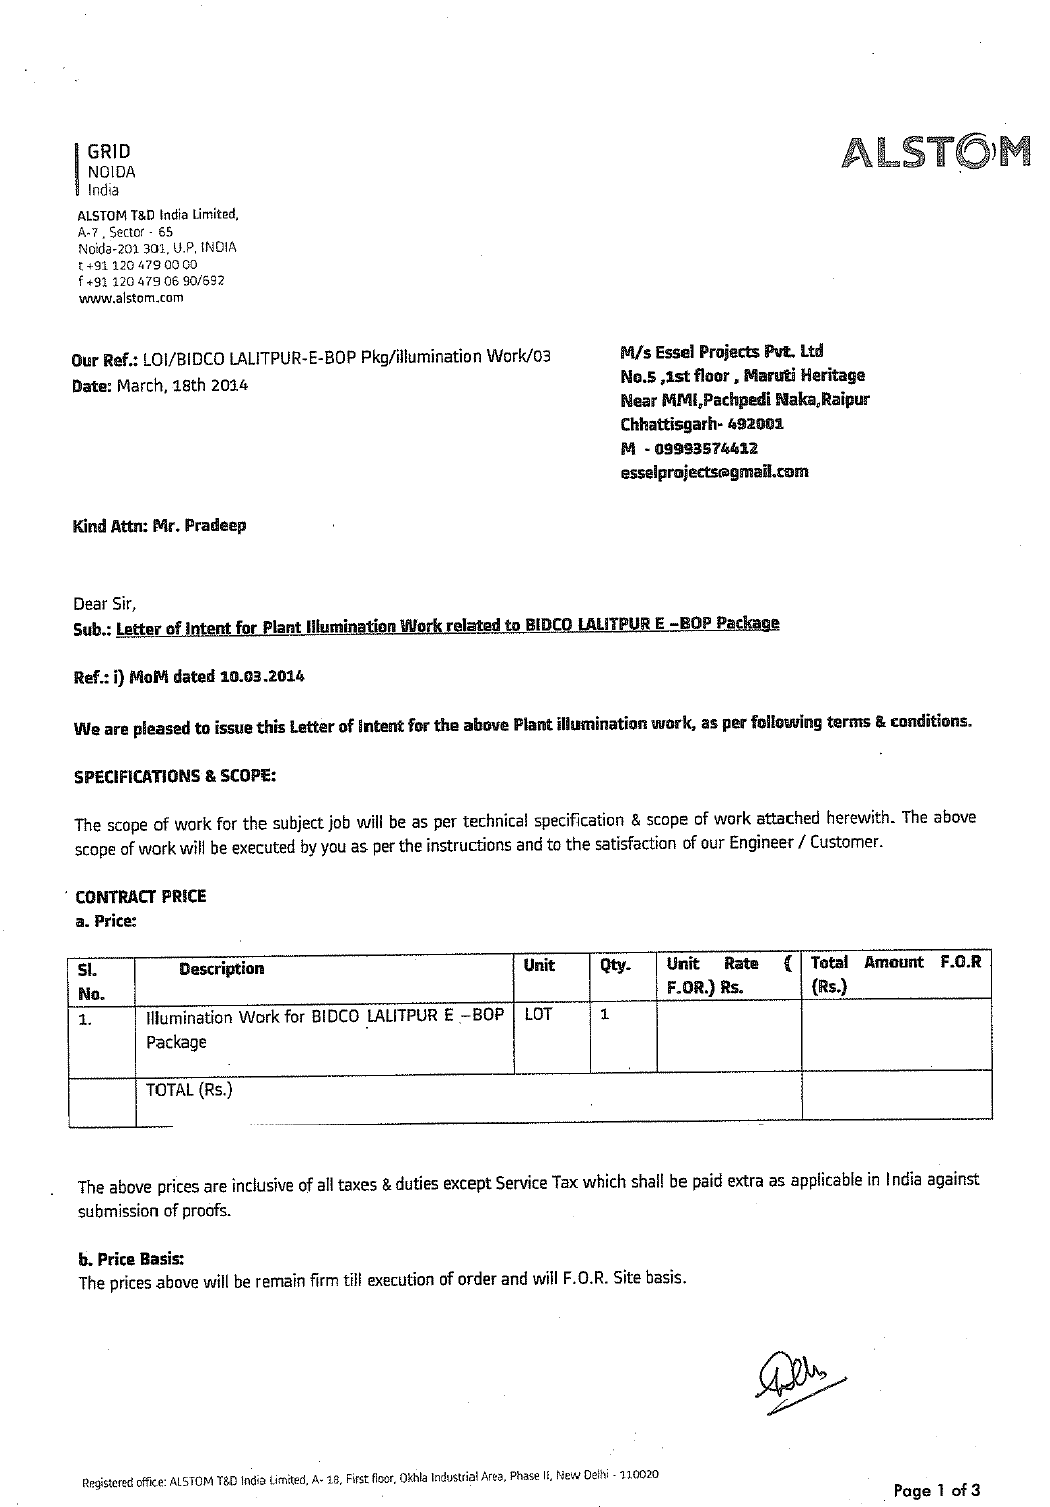 GRID
NOIDA
India
ALSTOM
ALSTOM T&D India Limited,
A-7 , Sector - 65
Noida-201 301, U.P, INDIA
t +91 120 479 00 00
f +91 120 479 06 90/692
www.alstom.com
Our Ref.: LOI/BIDCO LALITPUR-E-BOP Pkg/illumination Work/03
Date: March, 18th 2014
M/s Essel Projects Pvt. Ltd
No.5 ,1st floor , Maruti Heritage
Near MMI,Pachpedi Naka,Raipur
Chhattisgarh- 492001
M - 09993574412
esselprojects@gmail.com
Kind Attn: Mr. Pradeep
Dear Sir,
Sub.: Letter of Intent for Plant Illumination Work related to BIDCO LALITPUR E –BOP Package
Ref.: i) MoM dated 10.03.2014
We are pleased to issue this Letter of Intent for the above Plant illumination work, as per following terms & conditions.
SPECIFICATIONS & SCOPE:
The scope of work for the subject job will be as per technical specification & scope of work attached herewith. The above
scope of work will be executed by you as per the instructions and to the satisfaction of our Engineer / Customer.
CONTRACT PRICE
a. Price:
Sl. Description Unit Qty. Unit Rate ( Total Amount F.O.R
No. F.OR.) Rs. (Rs.)
1. Illumination Work for BIDCO LALITPUR E –BOP LOT 1
Package
TOTAL (Rs.)
The above prices are inclusive of all taxes & duties except Service Tax which shall be paid extra as applicable in India against
submission of proofs.
b. Price Basis:
The prices above will be remain firm till execution of order and will F.O.R. Site basis.
Registered office: ALSTOM T&D India Limited, A- 18, First floor, Okhla Industrial Area, Phase II, New Delhi - 110020
Page 1 of 3